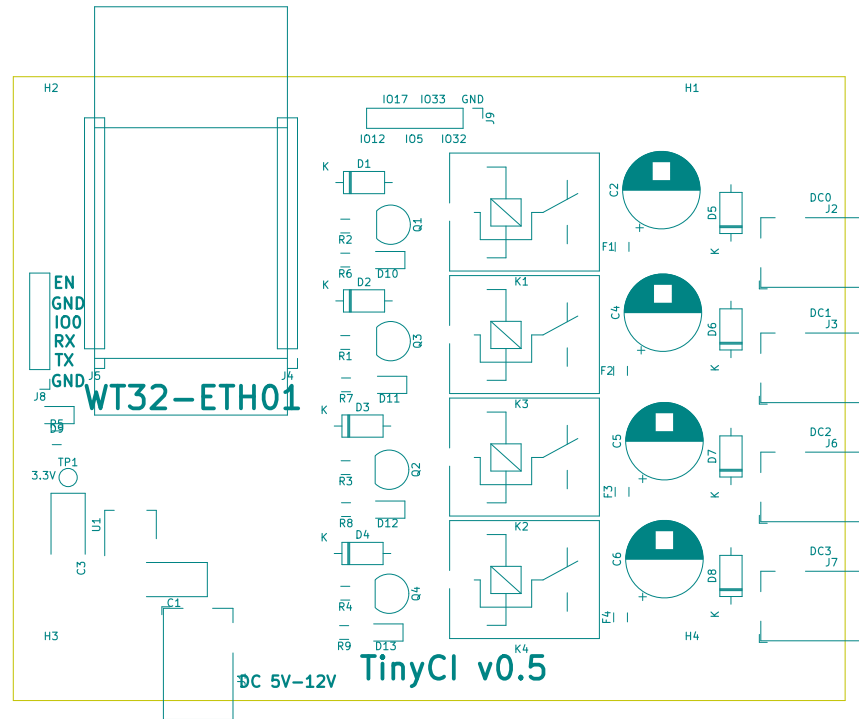 H2
H1
IO17 IO33 GND
J9
IO12 IO5 IO32
K D1
C2
DC0
J2
D5
Q1
R2
F1
K
R6 D10
K1
EN
GND
IO0
RX
TX
GND
J8
J5
J4
WT32-ETH01
K D2
C4
DC1
J3
D6
Q3
R1
K
F2
R7 D11
K3
K D3
R5
D9
C5
DC2
J6
D7
TP1
3.3V
Q2
R3
F3
K
R8 D12
K2
U1
K D4
C3
C6
DC3
J7
D8
C1
Q4
R4
F4
K
H3
R9 D13
K4
H4
TinyCI v0.5
DC 5V-12V